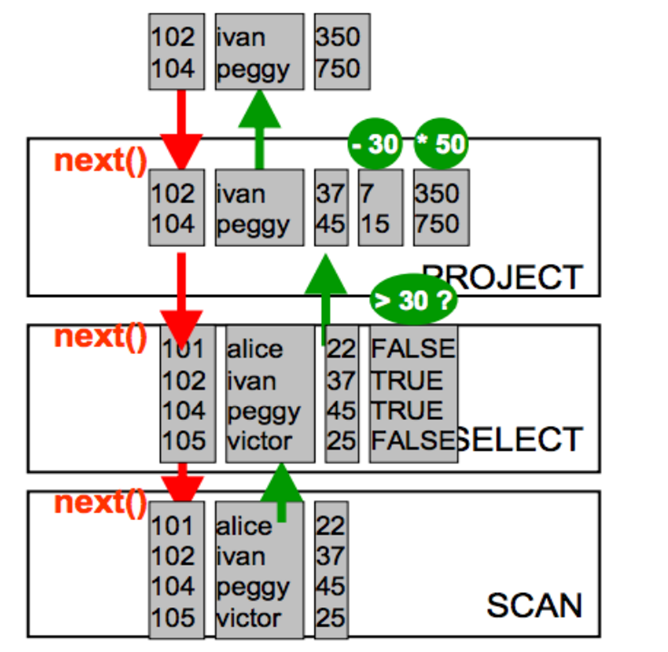 102 ivan 350
104 peggy 750
- 30 * 50
next()
102 ivan 37 7 350
104 peggy 45 15 750
PROJECT
> 30 ?
next()
101 alice 22 FALSE
102 ivan 37 TRUE
104 peggy 45 TRUE
105 victor 25 FALSE
SELECT
next()
101 alice 22
102 ivan 37
104 peggy 45
105 victor 25
SCAN